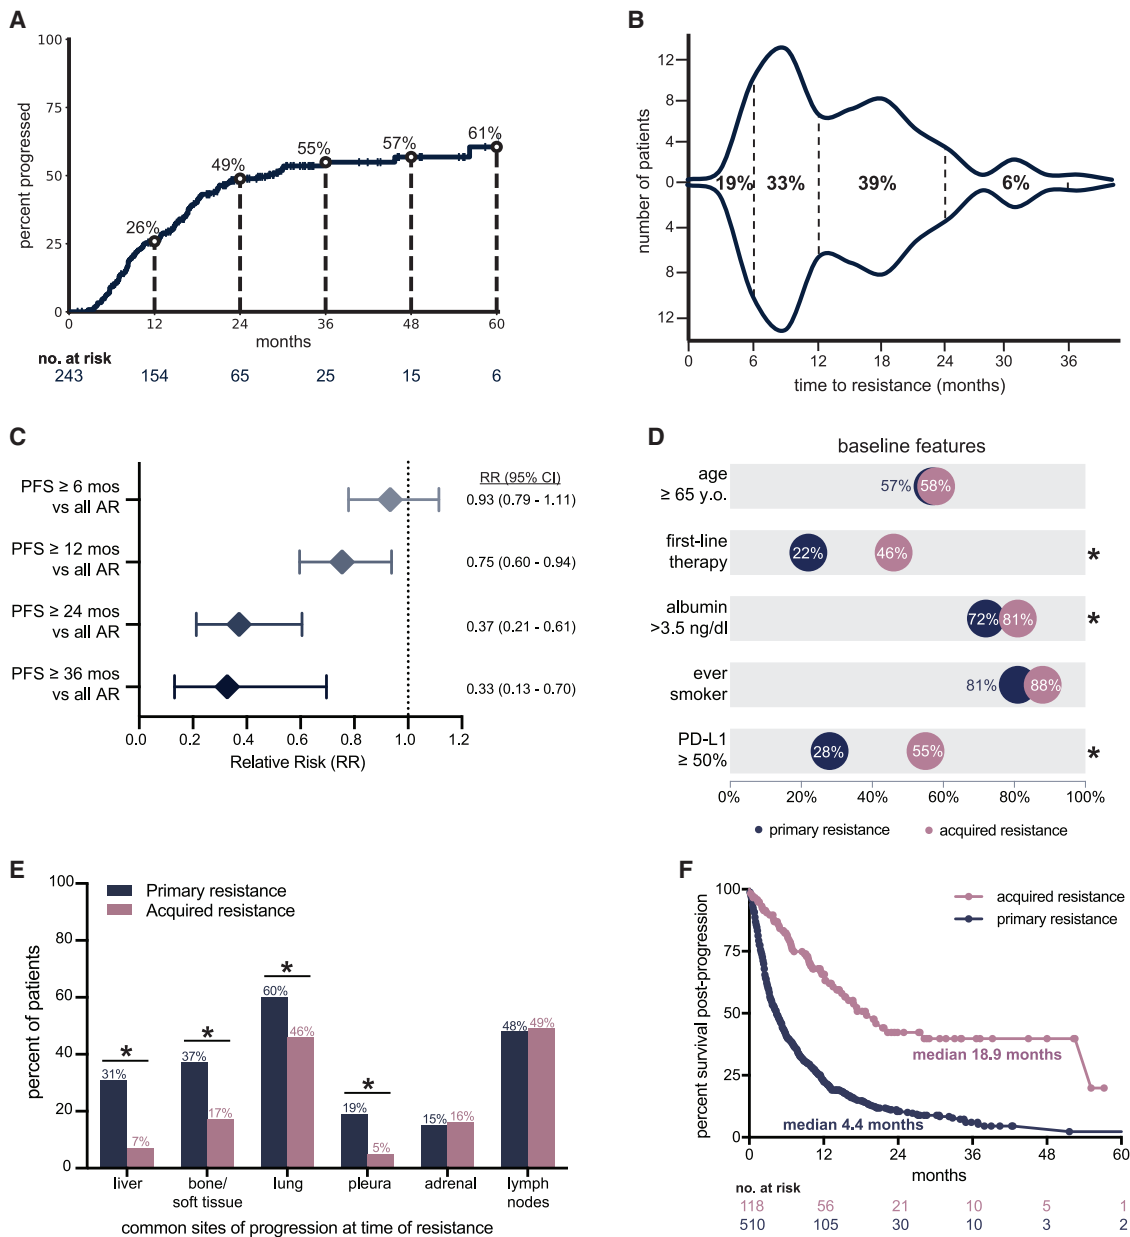 A
100
75
50
25
0
percent progressed
26%
49%
55%
57%
61%
0 12 24 36 48 60
months
no. at risk
243 154 65 25 15 6
B
12
8
4
0
4
8
12
number of patients
19% 33% 39% 6%
0 6 12 18 24 30 36
time to resistance (months)
C
RR (95% CI)
PFS ≥ 6 mos
vs all AR
0.93 (0.79 - 1.11)
PFS ≥ 12 mos
vs all AR
0.75 (0.60 - 0.94)
PFS ≥ 24 mos
vs all AR
0.37 (0.21 - 0.61)
PFS ≥ 36 mos
vs all AR
0.33 (0.13 - 0.70)
0.0 0.2 0.4 0.6 0.8 1.0 1.2
Relative Risk (RR)
D
baseline features
age
≥ 65 y.o.
57% 58%
first-line
therapy
22% 46% *
albumin
>3.5 ng/dl
72% 81% *
ever
smoker
81% 88%
PD-L1
≥ 50%
28% 55% *
0% 20% 40% 60% 80% 100%
primary resistance acquired resistance
E
100
80
60
40
20
0
percent of patients
Primary resistance
Acquired resistance
* * * *
31% 7%
37% 17%
60% 46%
19% 5%
15% 16%
48% 49%
liver
bone/
soft tissue
lung
pleura
adrenal
lymph
nodes
common sites of progression at time of resistance
F
100
75
50
25
0
percent survival post-progression
acquired resistance
primary resistance
median 18.9 months
median 4.4 months
0 12 24 36 48 60
months
no. at risk
118 56 21 10 5 1
510 105 30 10 3 2